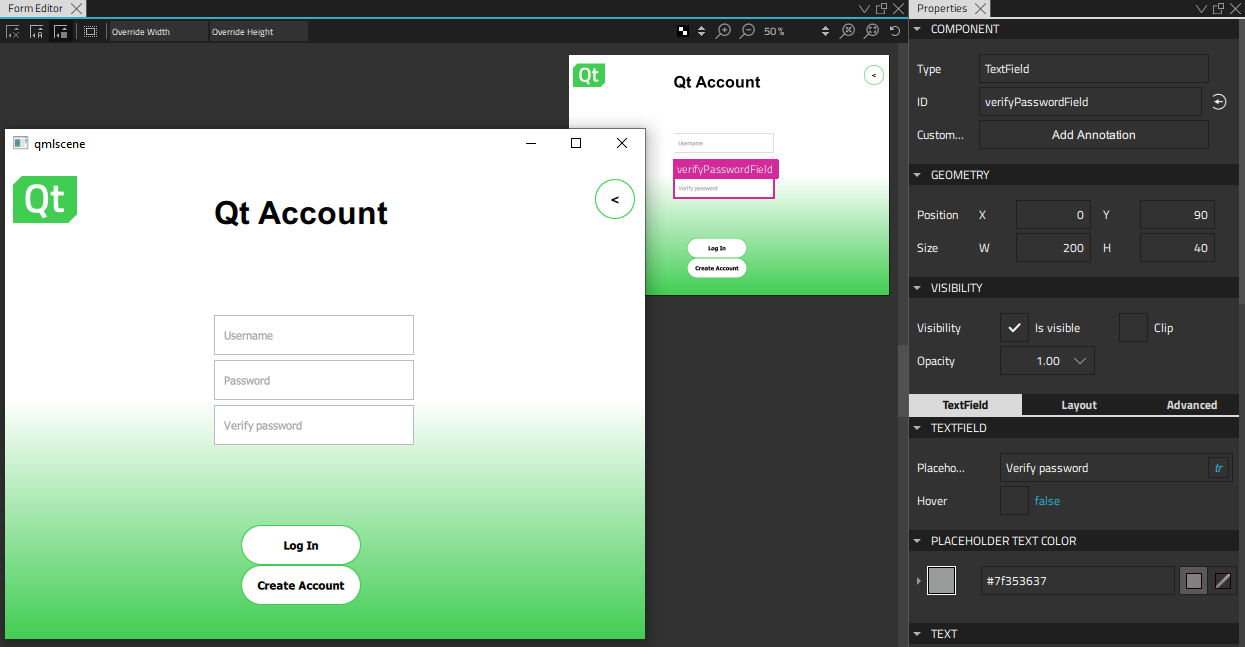 Form Editor
Override Width
Override Height
50 %
Qt
Qt Account
<
Username
verifyPasswordField
Verify password
Log In
Create Account
qmlscene
Qt
Qt Account
<
Username
Password
Verify password
Log In
Create Account
Properties
COMPONENT
Type TextField
ID verifyPasswordField
Custom... Add Annotation
GEOMETRY
Position X 0 Y 90
Size W 200 H 40
VISIBILITY
Visibility Is visible Clip
Opacity 1.00
TextField Layout Advanced
TEXTFIELD
Placeho... Verify password tr
Hover false
PLACEHOLDER TEXT COLOR
#7f353637
TEXT